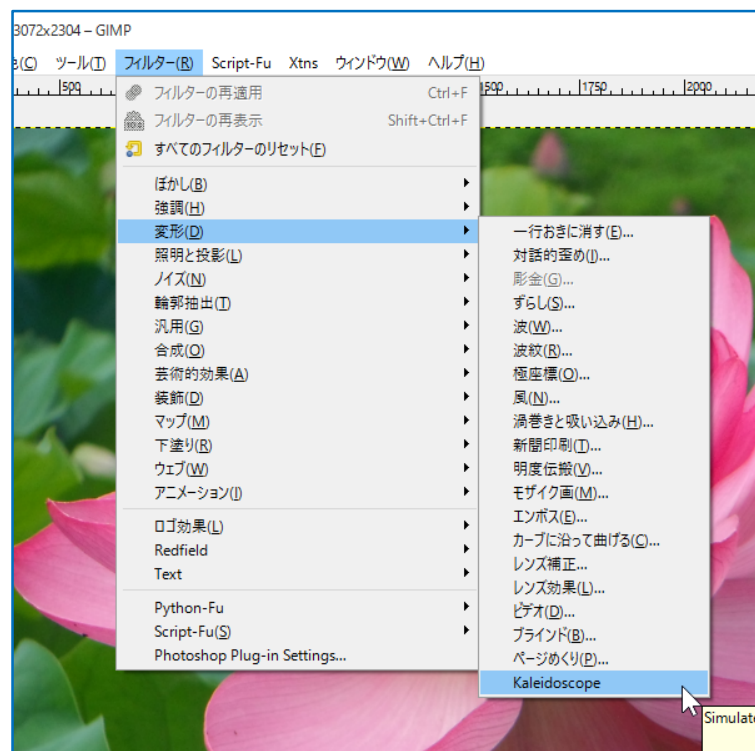 3072x2304 – GIMP
(C) ツール(T) フィルター(R) Script-Fu Xtns ウィンドウ(W) ヘルプ(H)
500 1500 1750 2000
フィルターの再適用 Ctrl+F
フィルターの再表示 Shift+Ctrl+F
すべてのフィルターのリセット(F)
ぼかし(B)
強調(H)
変形(D)
照明と投影(L)
ノイズ(N)
輪郭抽出(T)
汎用(G)
合成(O)
芸術的効果(A)
装飾(D)
マップ(M)
下塗り(R)
ウェブ(W)
アニメーション(I)
ロゴ効果(L)
Redfield
Text
Python-Fu
Script-Fu(S)
Photoshop Plug-in Settings...
一行おきに消す(E)...
対話的歪め(I)...
彫金(G)...
ずらし(S)...
波(W)...
波紋(R)...
極座標(O)...
風(N)...
渦巻きと吸い込み(H)...
新聞印刷(T)...
明度伝搬(V)...
モザイク画(M)...
エンボス(E)...
カーブに沿って曲げる(C)...
レンズ補正...
レンズ効果(L)...
ビデオ(D)...
ブラインド(B)...
ページめくり(P)...
Kaleidoscope
Simulate